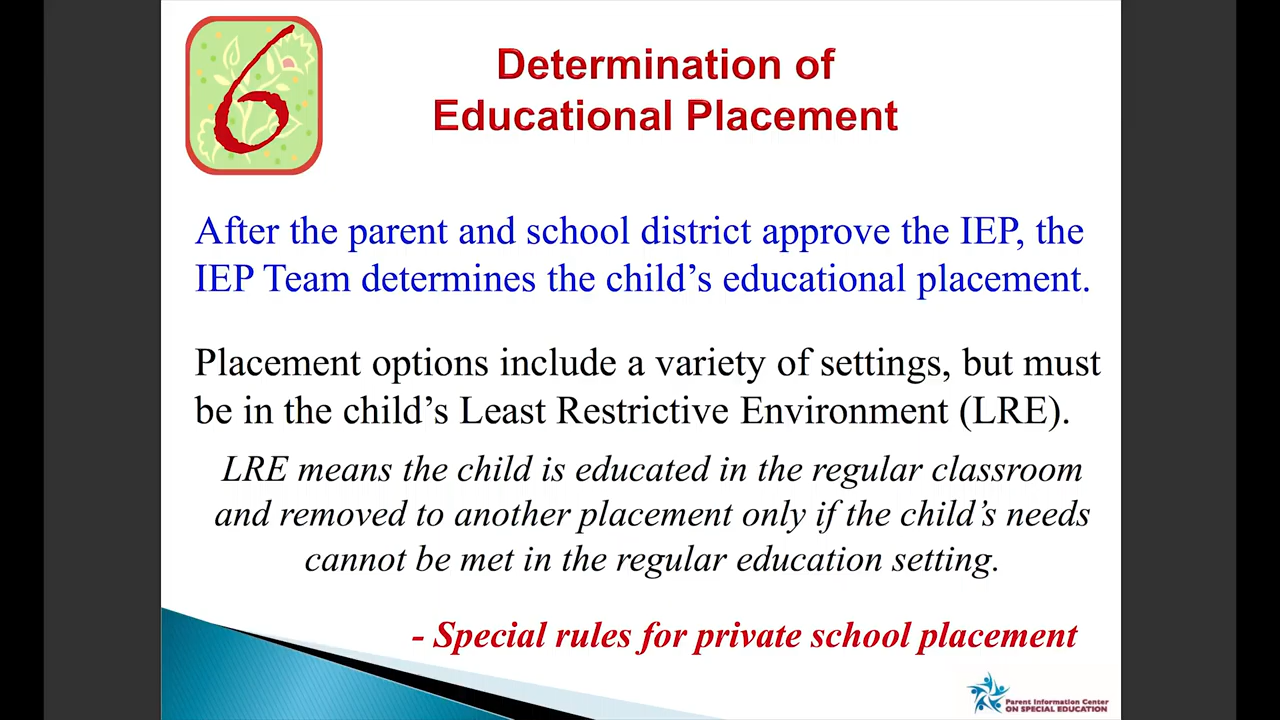 6
Determination of
Educational Placement
After the parent and school district approve the IEP, the
IEP Team determines the child’s educational placement.
Placement options include a variety of settings, but must
be in the child’s Least Restrictive Environment (LRE).
LRE means the child is educated in the regular classroom
and removed to another placement only if the child’s needs
cannot be met in the regular education setting.
- Special rules for private school placement
Parent Information Center
ON SPECIAL EDUCATION